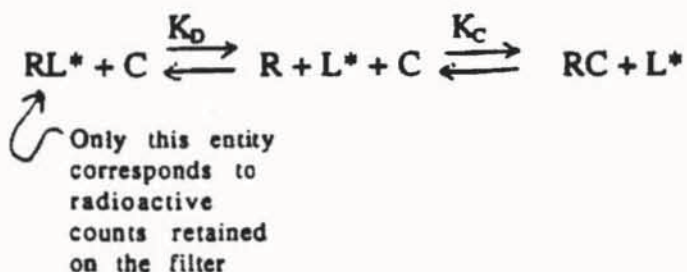 K_D K_C
RL* + C ⇌ R + L* + C ⇌ RC + L*
Only this entity
corresponds to
radioactive
counts retained
on the filter